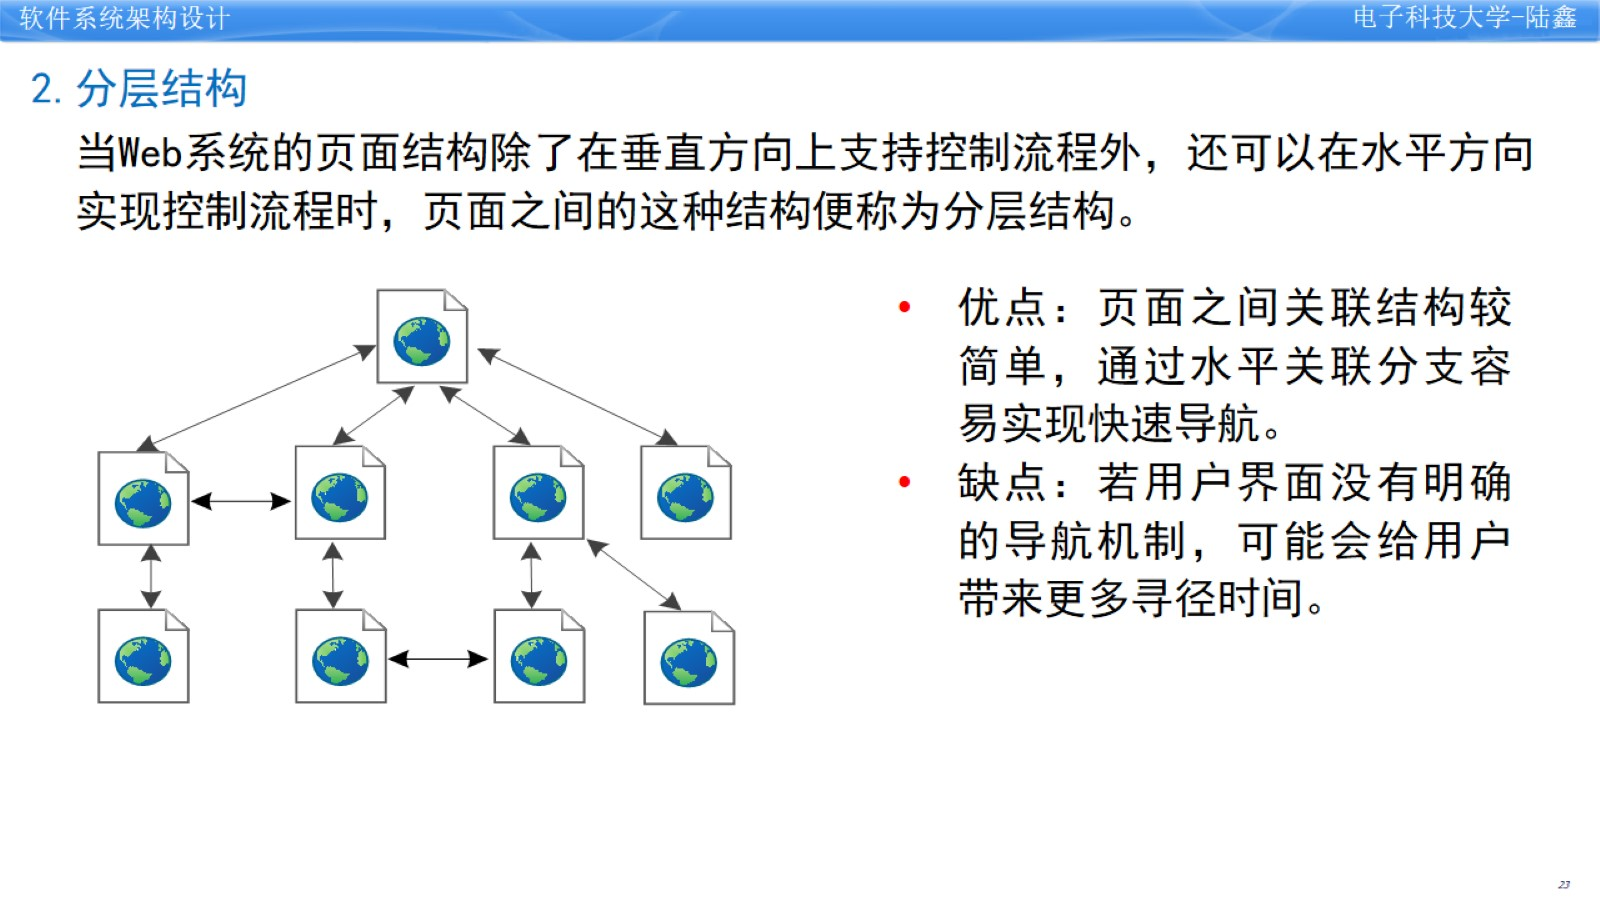 软件系统架构设计
电子科技大学-陆鑫
2. 分层结构
当Web系统的页面结构除了在垂直方向上支持控制流程外，还可以在水平方向
实现控制流程时，页面之间的这种结构便称为分层结构。
• 优点：页面之间关联结构较
简单，通过水平关联分支容
易实现快速导航。
• 缺点：若用户界面没有明确
的导航机制，可能会给用户
带来更多寻径时间。
23